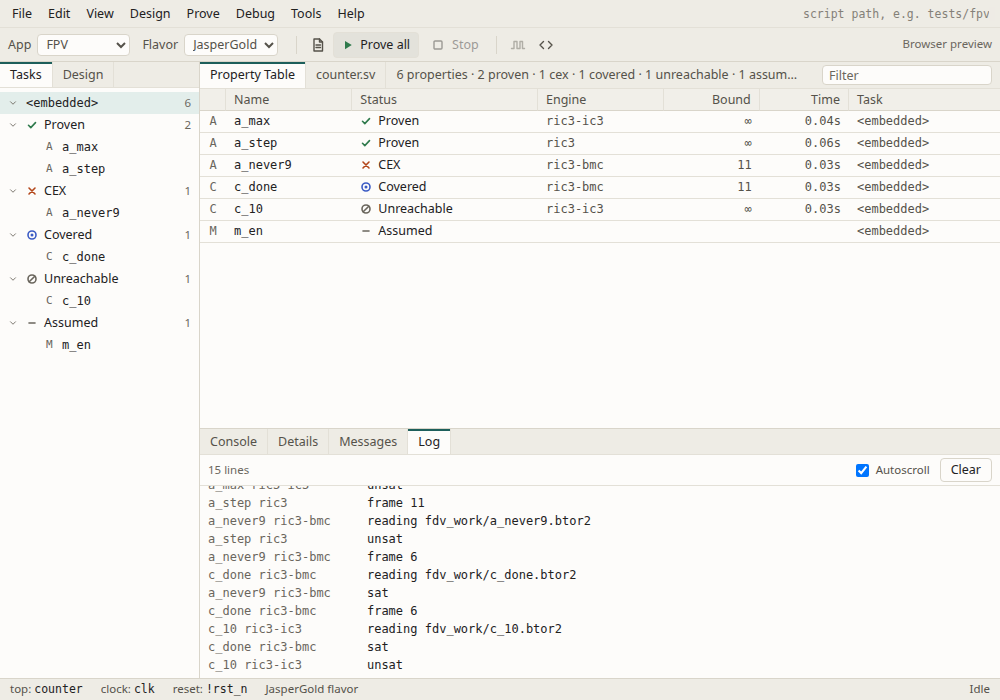 File Edit View Design Prove Debug Tools Help script path, e.g. tests/fpv
App FPV Flavor JasperGold Prove all Stop Browser preview
Tasks Design Property Table counter.sv 6 properties · 2 proven · 1 cex · 1 covered · 1 unreachable · 1 assum... Filter
<embedded> 6
Proven 2
A a_max
A a_step
CEX 1
A a_never9
Covered 1
C c_done
Unreachable 1
C c_10
Assumed 1
M m_en
Name Status Engine Bound Time Task
A a_max Proven ric3-ic3 ∞ 0.04s <embedded>
A a_step Proven ric3 ∞ 0.06s <embedded>
A a_never9 CEX ric3-bmc 11 0.03s <embedded>
C c_done Covered ric3-bmc 11 0.03s <embedded>
C c_10 Unreachable ric3-ic3 ∞ 0.03s <embedded>
M m_en Assumed <embedded>
Console Details Messages Log
15 lines Autoscroll Clear
a_max ric3-ic3 unsat
a_step ric3 frame 11
a_never9 ric3-bmc reading fdv_work/a_never9.btor2
a_step ric3 unsat
a_never9 ric3-bmc frame 6
c_done ric3-bmc reading fdv_work/c_done.btor2
a_never9 ric3-bmc sat
c_done ric3-bmc frame 6
c_10 ric3-ic3 reading fdv_work/c_10.btor2
c_done ric3-bmc sat
c_10 ric3-ic3 unsat
top: counter clock: clk reset: !rst_n JasperGold flavor Idle